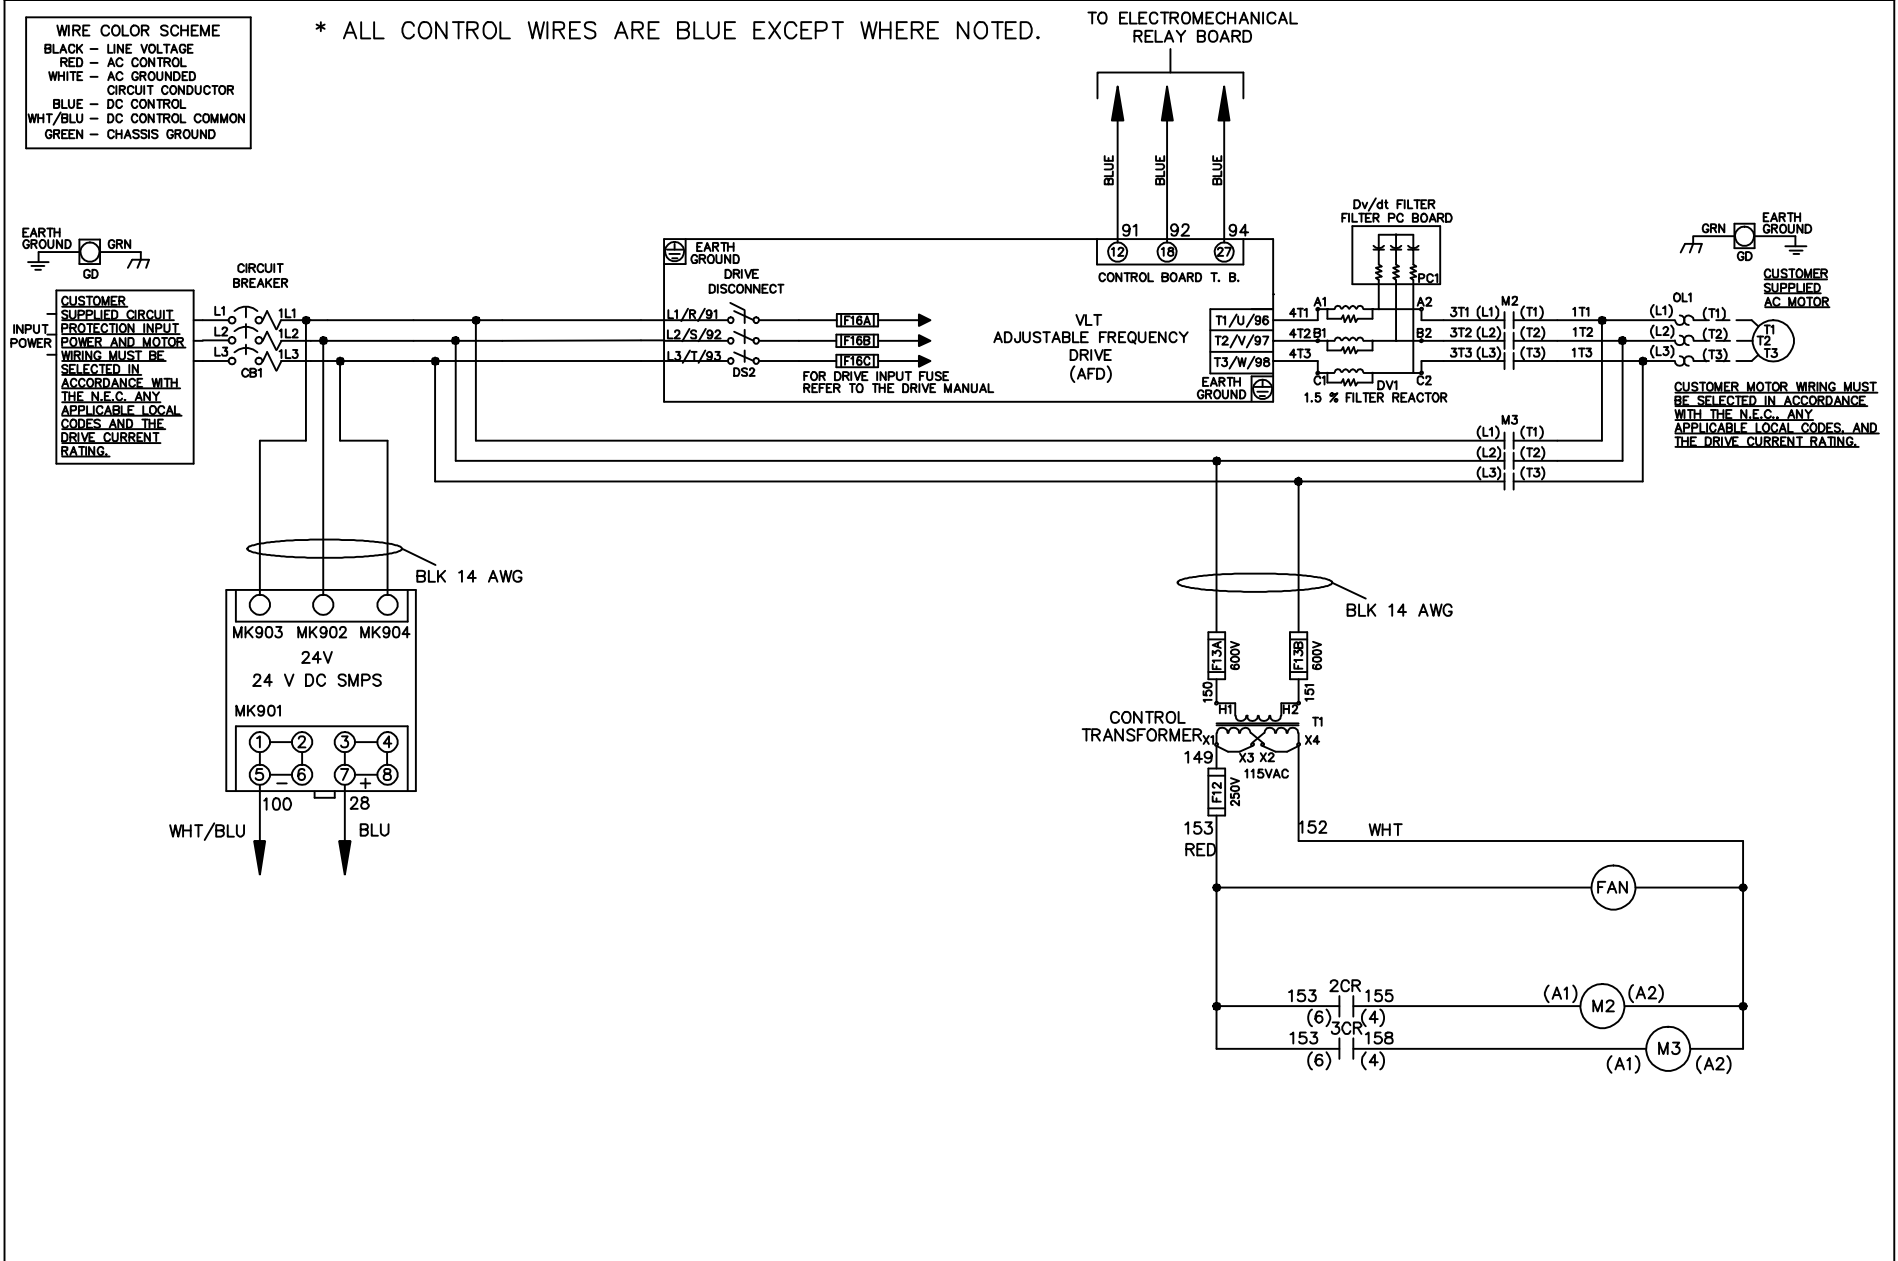 WIRE COLOR SCHEME
BLACK – LINE VOLTAGE
RED – AC CONTROL
WHITE – AC GROUNDED
CIRCUIT CONDUCTOR
BLUE – DC CONTROL
WHT/BLU – DC CONTROL COMMON
GREEN – CHASSIS GROUND
* ALL CONTROL WIRES ARE BLUE EXCEPT WHERE NOTED.
TO ELECTROMECHANICAL
RELAY BOARD
BLUE
BLUE
BLUE
91
92
94
12
18
27
CONTROL BOARD T. B.
EARTH
GROUND
GRN
GD
INPUT
POWER
CUSTOMER
SUPPLIED CIRCUIT
PROTECTION INPUT
POWER AND MOTOR
WIRING MUST BE
SELECTED IN
ACCORDANCE WITH
THE N.E.C. ANY
APPLICABLE LOCAL
CODES AND THE
DRIVE CURRENT
RATING.
CIRCUIT
BREAKER
L1
1L1
L2
1L2
L3
1L3
CB1
EARTH
GROUND
DRIVE
DISCONNECT
L1/R/91
L2/S/92
L3/T/93
DS2
F16A
F16B
F16C
FOR DRIVE INPUT FUSE
REFER TO THE DRIVE MANUAL
VLT
ADJUSTABLE FREQUENCY
DRIVE
(AFD)
T1/U/96
T2/V/97
T3/W/98
EARTH
GROUND
4T1
4T2
4T3
Dv/dt FILTER
FILTER PC BOARD
PC1
A1
A2
B1
B2
C1
C2
DV1
1.5 % FILTER REACTOR
M2
3T1 (L1) (T1) 1T1
3T2 (L2) (T2) 1T2
3T3 (L3) (T3) 1T3
M3
(L1) (T1)
(L2) (T2)
(L3) (T3)
OL1
(L1) (T1)
(L2) (T2)
(L3) (T3)
T1
T2
T3
GRN
EARTH
GROUND
GD
CUSTOMER
SUPPLIED
AC MOTOR
CUSTOMER MOTOR WIRING MUST
BE SELECTED IN ACCORDANCE
WITH THE N.E.C., ANY
APPLICABLE LOCAL CODES, AND
THE DRIVE CURRENT RATING.
BLK 14 AWG
MK903 MK902 MK904
24V
24 V DC SMPS
MK901
1 2 3 4
5 6 7 8
– +
100
28
WHT/BLU
BLU
BLK 14 AWG
F13A
600V
F13B
600V
150
151
H1
H2
T1
CONTROL
TRANSFORMER
X1
X4
149
X3 X2
115VAC
F12
250V
153
RED
152
WHT
FAN
2CR
153
155
(6)
(4)
(A1)
M2
(A2)
3CR
153
158
(6)
(4)
(A1)
M3
(A2)